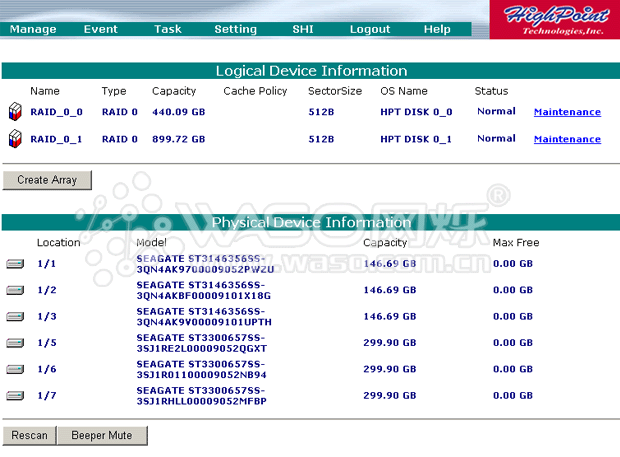 HighPoint
Technologies,Inc.
Manage Event Task Setting SHI Logout Help
Logical Device Information
Name Type Capacity Cache Policy SectorSize OS Name Status
RAID_0_0 RAID 0 440.09 GB 512B HPT DISK 0_0 Normal Maintenance
RAID_0_1 RAID 0 899.72 GB 512B HPT DISK 0_1 Normal Maintenance
Create Array
WASO网烁®
www.waso.com.cn
Physical Device Information
Location Model Capacity Max Free
1/1 SEAGATE ST3146356SS- 146.69 GB 0.00 GB
3QN4AK9700009052PWZU
1/2 SEAGATE ST3146356SS- 146.69 GB 0.00 GB
3QN4AKBF00009101X18G
1/3 SEAGATE ST3146356SS- 146.69 GB 0.00 GB
3QN4AK9V00009101UPTH
1/5 SEAGATE ST3300657SS- 299.90 GB 0.00 GB
3SJ1RE2L00009052QGXT
1/6 SEAGATE ST3300657SS- 299.90 GB 0.00 GB
3SJ1R01100009052NB94
1/7 SEAGATE ST3300657SS- 299.90 GB 0.00 GB
3SJ1RHLL00009052MFBP
Rescan Beeper Mute